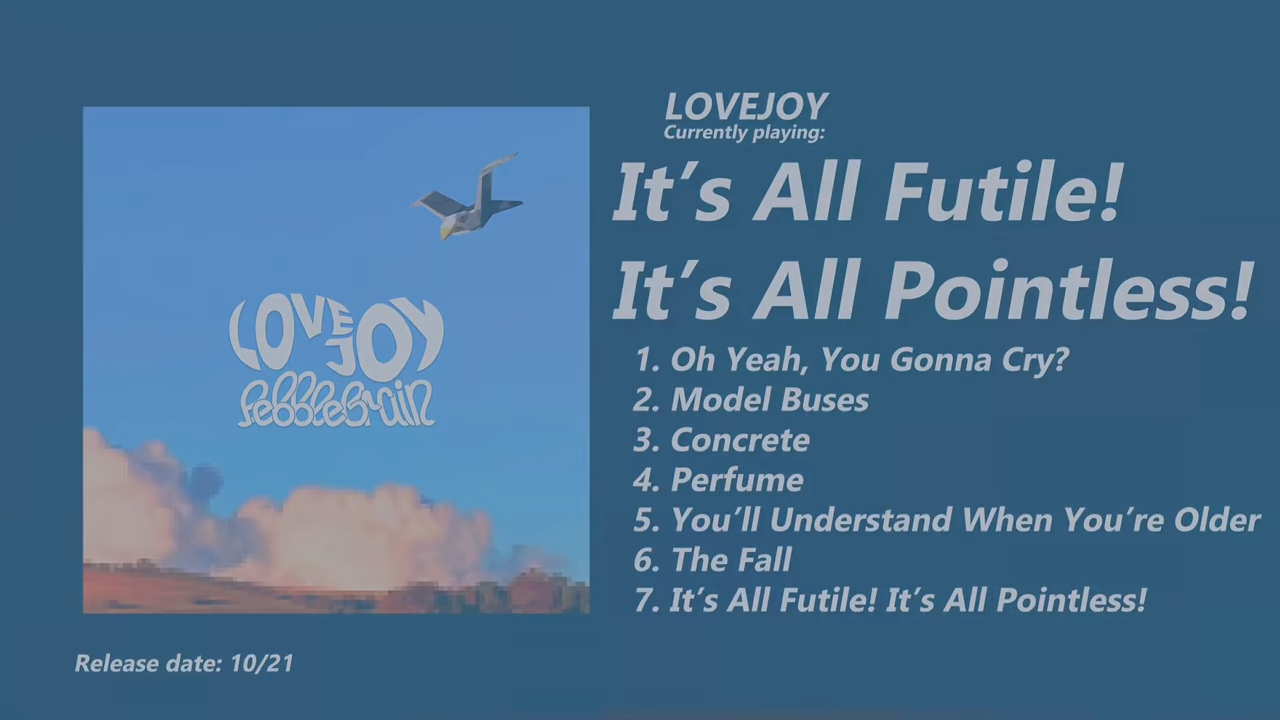 LOVEJOY
Currently playing:
It's All Futile!
It's All Pointless!
1. Oh Yeah, You Gonna Cry?
2. Model Buses
3. Concrete
4. Perfume
5. You'll Understand When You're Older
6. The Fall
7. It's All Futile! It's All Pointless!
LOVEJOY
PebbleBrain
Release date: 10/21